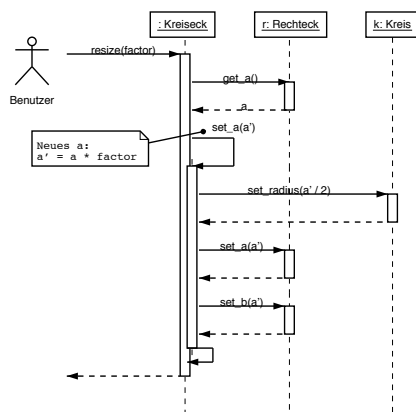 : Kreiseck
r: Rechteck
k: Kreis
resize(factor)
get_a()
Benutzer
a
set_a(a')
Neues a:
a' = a * factor
set_radius(a' / 2)
set_a(a')
set_b(a')